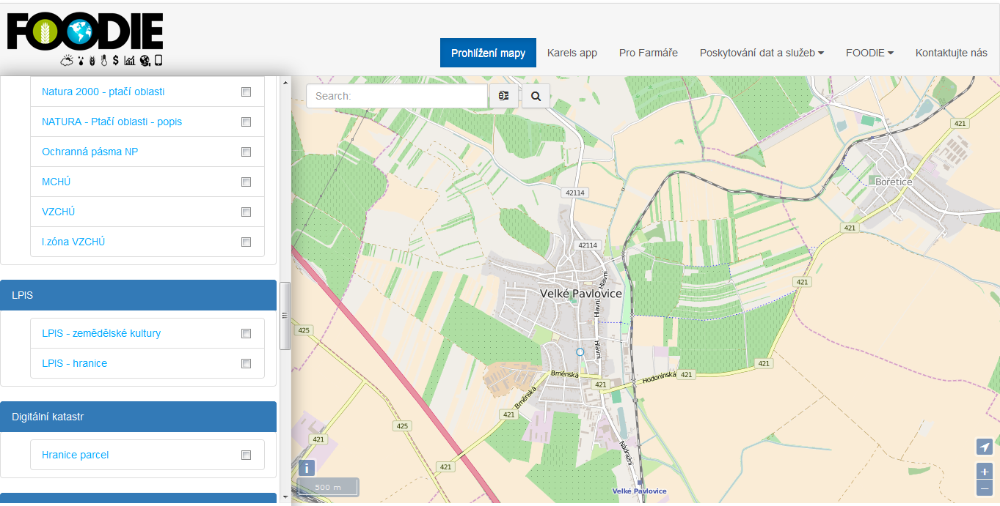 FOODIE
Prohlížení mapy
Karels app
Pro Farmáře
Poskytování dat a služeb
FOODIE
Kontaktujte nás
Natura 2000 - ptačí oblasti
NATURA - Ptačí oblasti - popis
Ochranná pásma NP
MCHÚ
VZCHÚ
I.zóna VZCHÚ
LPIS
LPIS - zemědělské kultury
LPIS - hranice
Digitální katastr
Hranice parcel
Search:
421
Bořetice
42114
421
42114
Hlavní
421
Velké Pavlovice
Hlavní
425
Hlavní
421
Brněnská
Hodonínská
421
421
Brněnská
421
425
421
Nádražní
421
500 m
Velké Pavlovice
i
+
−